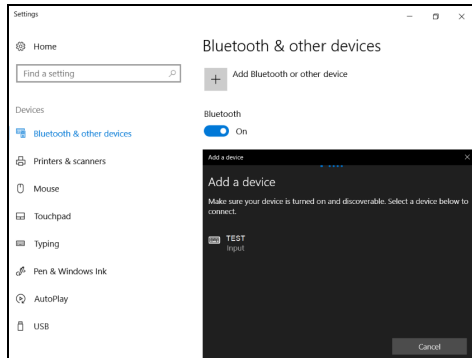 Settings
Home
Find a setting
Devices
Bluetooth & other devices
Printers & scanners
Mouse
Touchpad
Typing
Pen & Windows Ink
AutoPlay
USB
Bluetooth & other devices
Add Bluetooth or other device
Bluetooth
On
Add a device
Add a device
Make sure your device is turned on and discoverable. Select a device below to
connect.
TEST
Input
Cancel